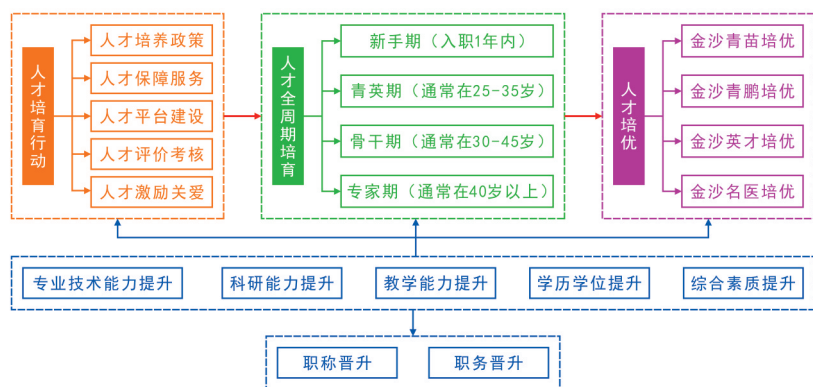 人才培育行动
人才培养政策
人才保障服务
人才平台建设
人才评价考核
人才激励关爱
人才全周期培育
新手期（入职1年内）
青英期（通常在25-35岁）
骨干期（通常在30-45岁）
专家期（通常在40岁以上）
人才培优
金沙青苗培优
金沙青鹏培优
金沙英才培优
金沙名医培优
专业技术能力提升
科研能力提升
教学能力提升
学历学位提升
综合素质提升
职称晋升
职务晋升